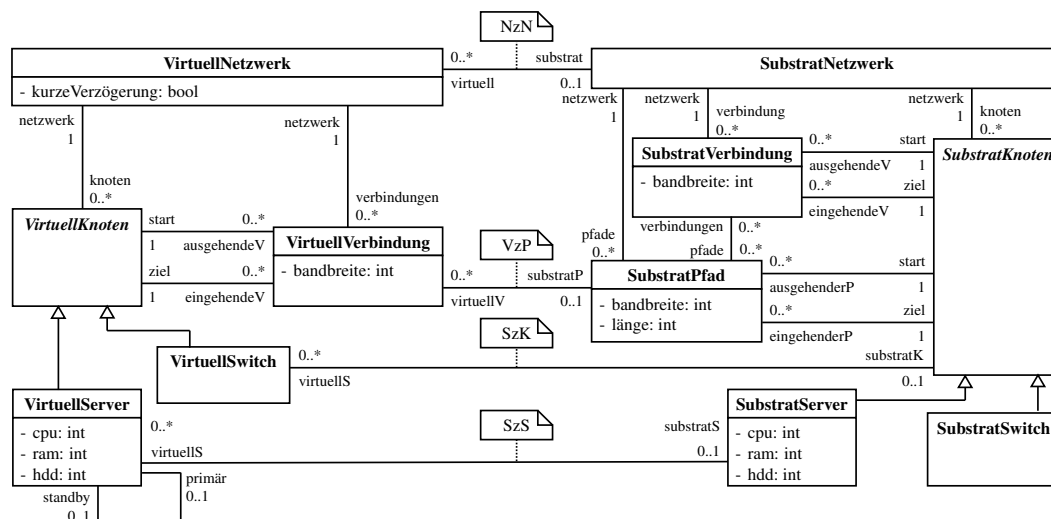 NzN
VirtuellNetzwerk
- kurzeVerzögerung: bool
0..*
substrat
virtuell
0..1
SubstratNetzwerk
netzwerk
1
netzwerk
1
netzwerk
1
netzwerk
1
verbindung
0..*
netzwerk
1
knoten
0..*
SubstratVerbindung
- bandbreite: int
0..*
start
ausgehendeV
1
0..*
ziel
eingehendeV
1
SubstratKnoten
knoten
0..*
verbindungen
0..*
VirtuellKnoten
start
0..*
1
ausgehendeV
ziel
0..*
1
eingehendeV
VirtuellVerbindung
- bandbreite: int
VzP
0..*
substratP
virtuellV
0..1
pfade
0..*
verbindungen
0..*
pfade
0..*
SubstratPfad
- bandbreite: int
- länge: int
0..*
start
ausgehenderP
1
0..*
ziel
eingehenderP
1
VirtuellSwitch
SzK
0..*
substratK
virtuellS
0..1
VirtuellServer
- cpu: int
- ram: int
- hdd: int
0..*
virtuellS
SzS
substratS
0..1
SubstratServer
- cpu: int
- ram: int
- hdd: int
SubstratSwitch
standby
0..1
primär
0..1